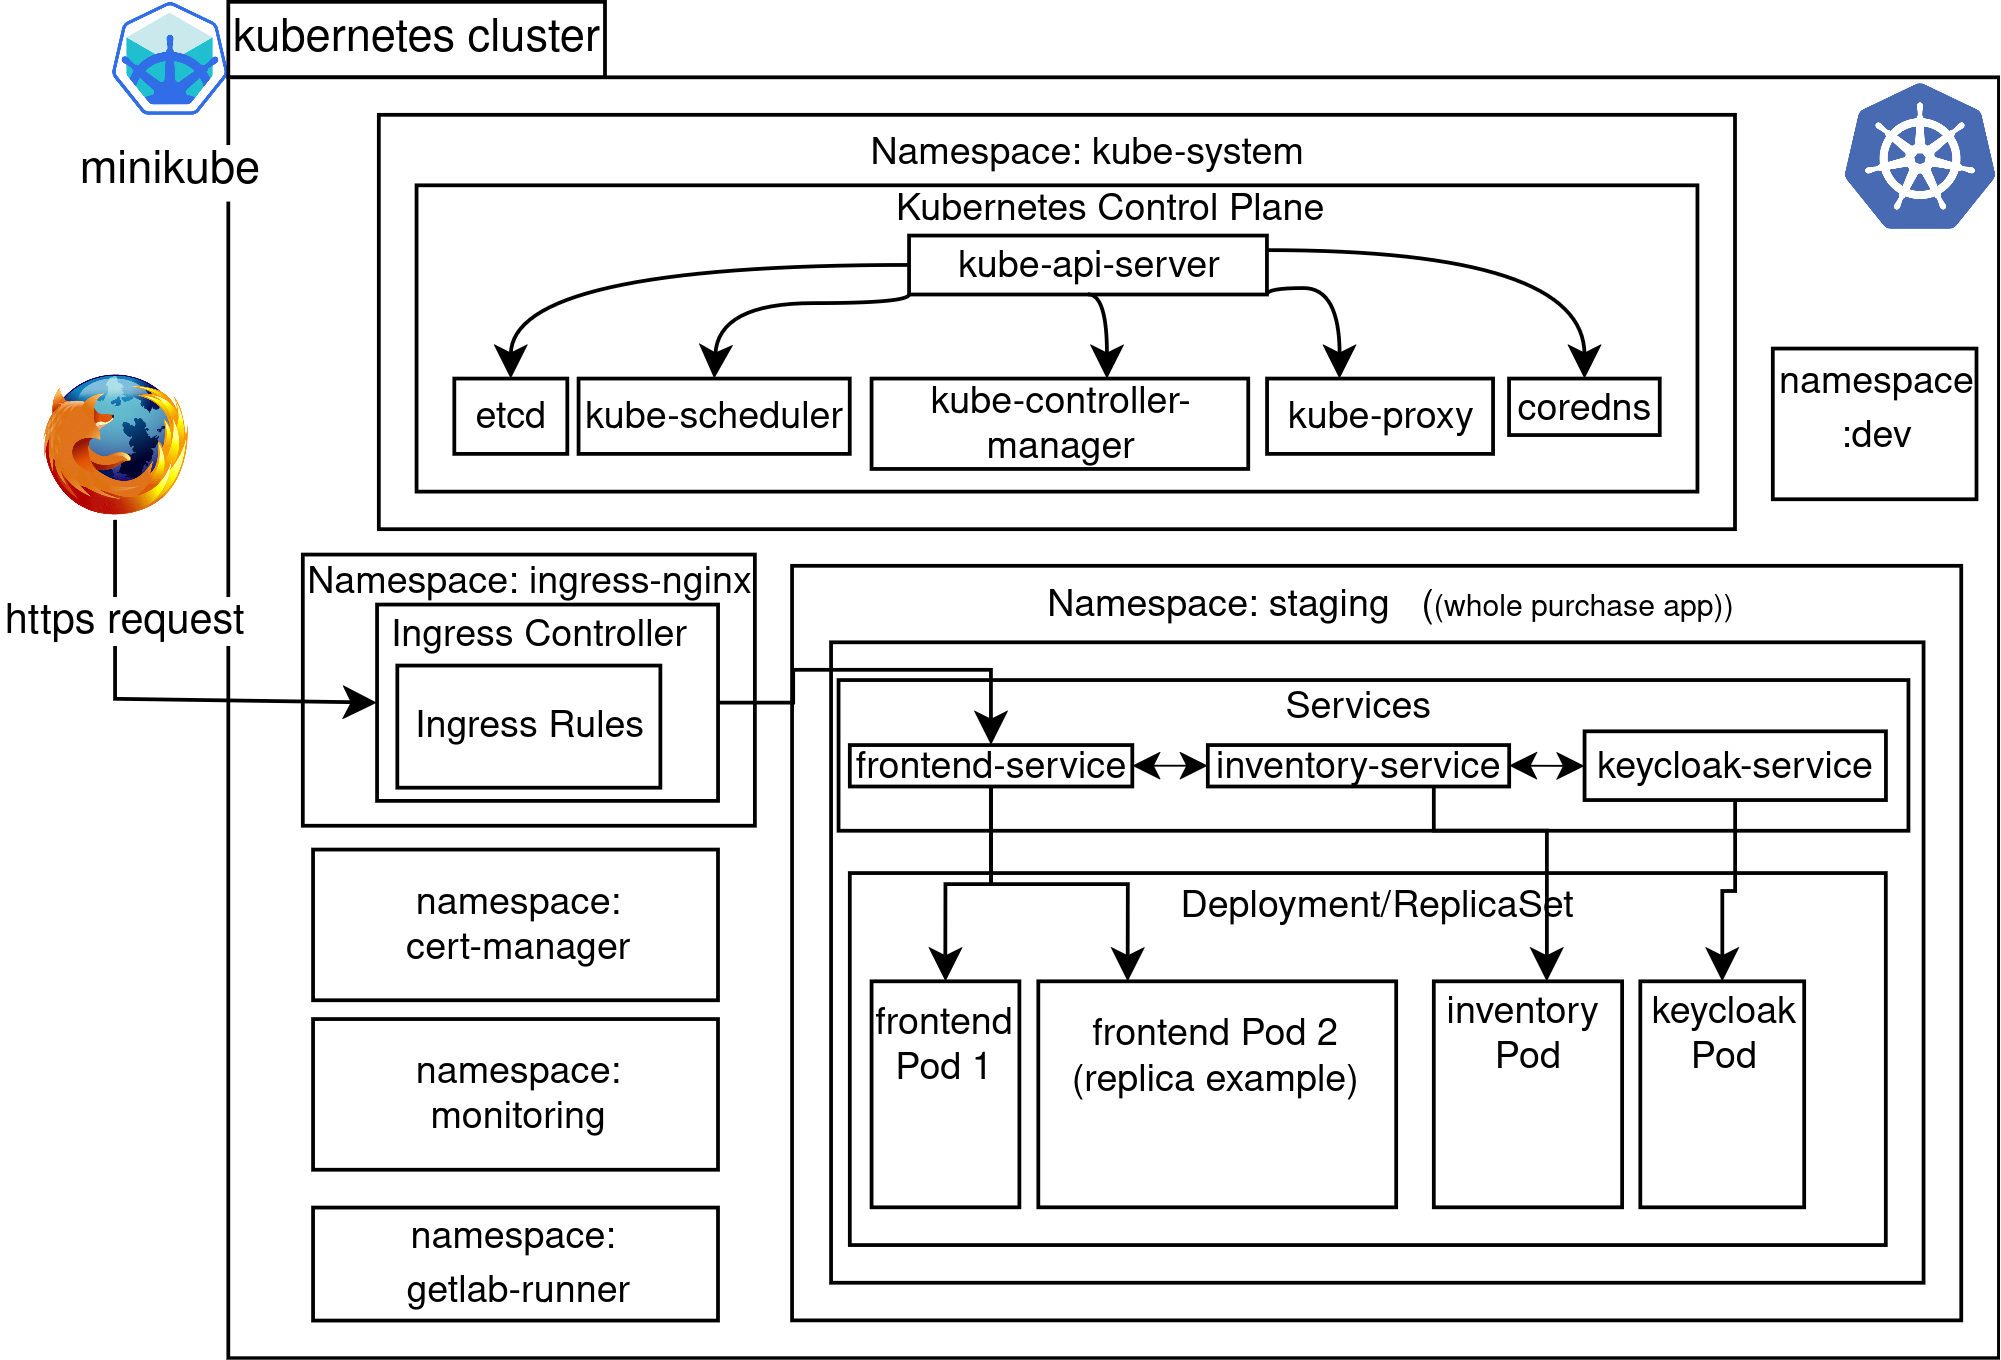 kubernetes cluster
minikube
Namespace: kube-system
Kubernetes Control Plane
kube-api-server
etcd
kube-scheduler
kube-controller-
manager
kube-proxy
coredns
namespace
:dev
https request
Namespace: ingress-nginx
Ingress Controller
Ingress Rules
Namespace: staging ((whole purchase app))
Services
frontend-service
inventory-service
keycloak-service
Deployment/ReplicaSet
frontend
Pod 1
frontend Pod 2
(replica example)
inventory
Pod
keycloak
Pod
namespace:
cert-manager
namespace:
monitoring
namespace:
getlab-runner